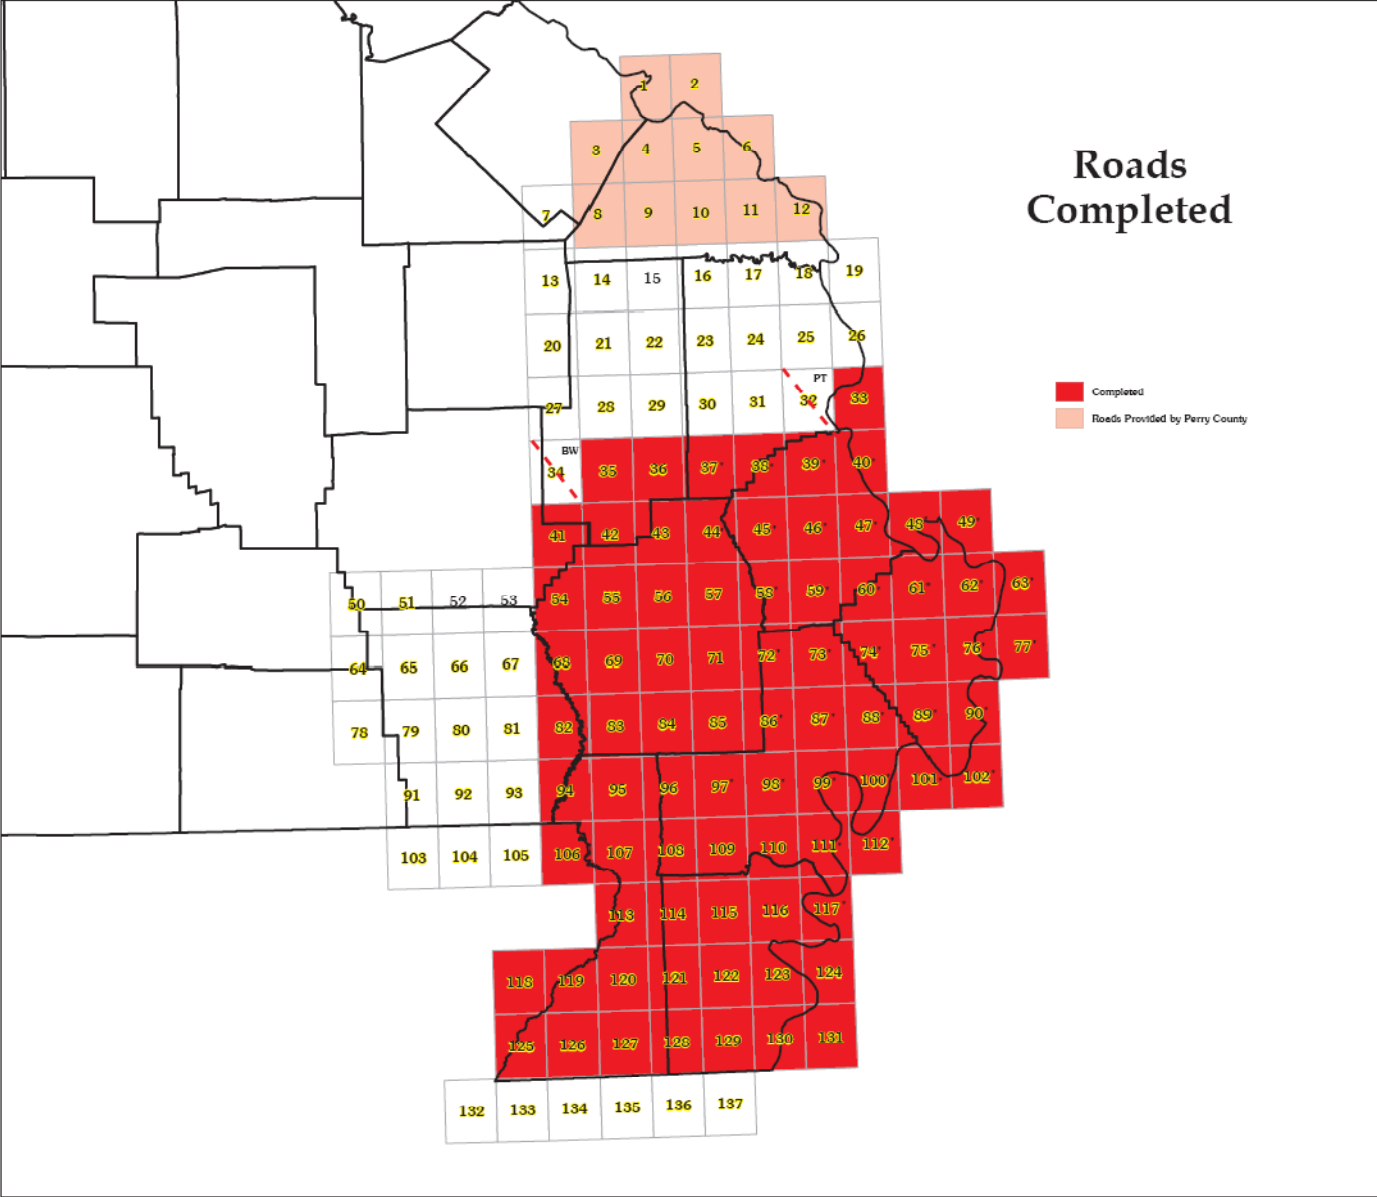 1 2
Roads
Completed
3 4 5 6
7 8 9 10 11 12
13 14 15 16 17 18 19
20 21 22 23 24 25 26
PT
27 28 29 30 31 32 33
Completed
Roads Provided by Perry County
BW
34 35 36 37* 38* 39* 40*
41 42 43 44* 45* 46* 47* 48* 49*
50 51 52 53 54 55 56 57 58* 59* 60* 61* 62* 63*
64 65 66 67 68 69 70 71 72* 73* 74* 75* 76* 77*
78 79 80 81 82 83 84 85 86* 87* 88* 89* 90*
91 92 93 94 95 96 97* 98* 99* 100* 101* 102*
103 104 105 106 107 108 109 110 111* 112*
113 114 115 116 117*
118 119 120 121 122 123 124
125 126 127 128 129 130 131
132 133 134 135 136 137